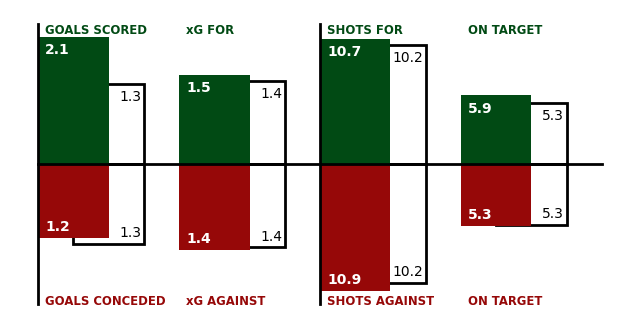 GOALS SCORED xG FOR SHOTS FOR ON TARGET
2.1 1.3 1.5 1.4 10.7 10.2 5.9 5.3
1.2 1.3 1.4 1.4 10.9 10.2 5.3 5.3
GOALS CONCEDED xG AGAINST SHOTS AGAINST ON TARGET